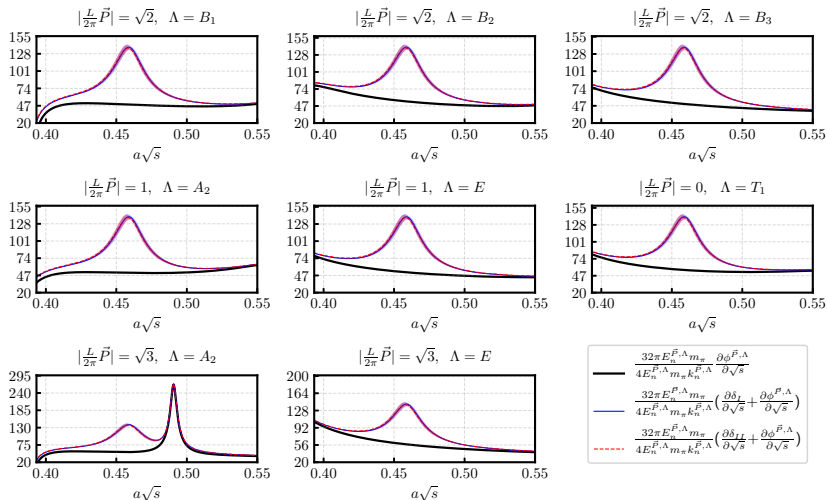 |L/2π P⃗| = √2, Λ = B₁
|L/2π P⃗| = √2, Λ = B₂
|L/2π P⃗| = √2, Λ = B₃
155
128
101
74
47
20
155
128
101
74
47
20
155
128
101
74
47
20
0.40 0.45 0.50 0.55
0.40 0.45 0.50 0.55
0.40 0.45 0.50 0.55
a√s
a√s
a√s
|L/2π P⃗| = 1, Λ = A₂
|L/2π P⃗| = 1, Λ = E
|L/2π P⃗| = 0, Λ = T₁
155
128
101
74
47
20
155
128
101
74
47
20
155
128
101
74
47
20
0.40 0.45 0.50 0.55
0.40 0.45 0.50 0.55
0.40 0.45 0.50 0.55
a√s
a√s
a√s
|L/2π P⃗| = √3, Λ = A₂
|L/2π P⃗| = √3, Λ = E
295
240
185
130
75
20
200
164
128
92
56
20
0.40 0.45 0.50 0.55
0.40 0.45 0.50 0.55
a√s
a√s
32πE_n^{P⃗,Λ} m_π / 4E_n^{P⃗,Λ} m_π k_n^{P⃗,Λ} ∂φ^{P⃗,Λ}/∂√s
32πE_n^{P⃗,Λ} m_π / 4E_n^{P⃗,Λ} m_π k_n^{P⃗,Λ} (∂δ_I/∂√s + ∂φ^{P⃗,Λ}/∂√s)
32πE_n^{P⃗,Λ} m_π / 4E_n^{P⃗,Λ} m_π k_n^{P⃗,Λ} (∂δ_{II}/∂√s + ∂φ^{P⃗,Λ}/∂√s)